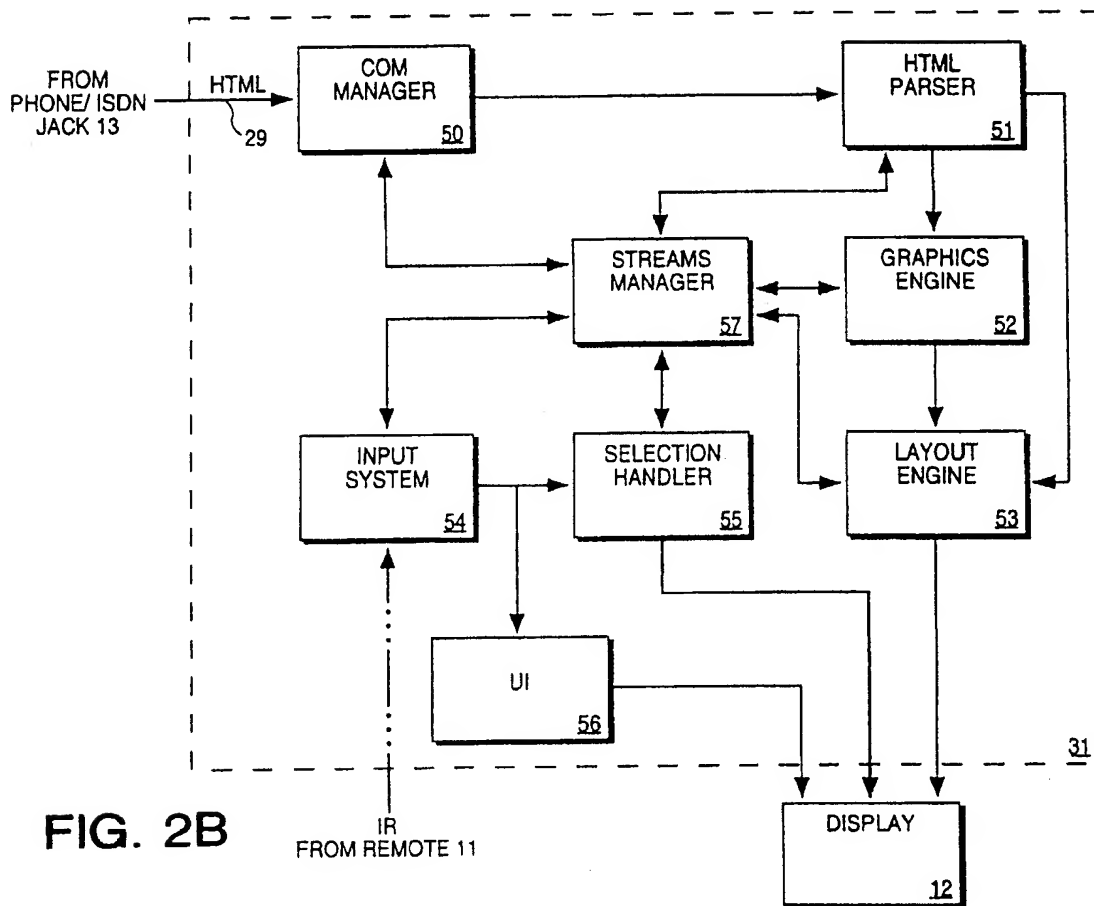 FROM
PHONE/ ISDN
JACK 13
HTML
29
COM
MANAGER
50
HTML
PARSER
51
STREAMS
MANAGER
57
GRAPHICS
ENGINE
52
INPUT
SYSTEM
54
SELECTION
HANDLER
55
LAYOUT
ENGINE
53
UI
56
31
FIG. 2B
IR
FROM REMOTE 11
DISPLAY
12